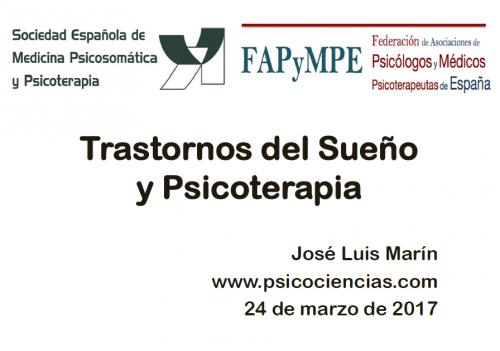 Sociedad Española de
Medicina Psicosomática
y Psicoterapia
FAPyMPE
Federación de Asociaciones de
Psicólogos y Médicos
Psicoterapeutas de España
Trastornos del Sueño
y Psicoterapia
José Luis Marín
www.psicociencias.com
24 de marzo de 2017